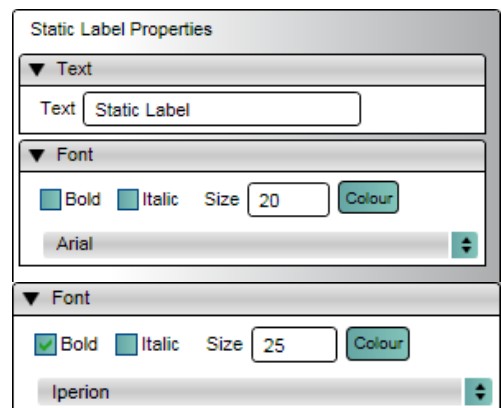 Static Label Properties
Text
Text Static Label
Font
Bold Italic Size 20 Colour
Arial
Font
Bold Italic Size 25 Colour
Iperion